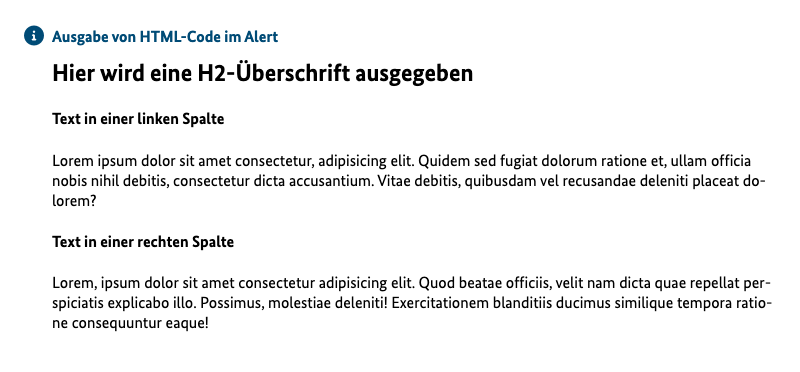 Ausgabe von HTML-Code im Alert
Hier wird eine H2-Überschrift ausgegeben
Text in einer linken Spalte
Lorem ipsum dolor sit amet consectetur, adipisicing elit. Quidem sed fugiat dolorum ratione et, ullam officia
nobis nihil debitis, consectetur dicta accusantium. Vitae debitis, quibusdam vel recusandae deleniti placeat do-
lorem?
Text in einer rechten Spalte
Lorem, ipsum dolor sit amet consectetur adipisicing elit. Quod beatae officiis, velit nam dicta quae repellat per-
spiciatis explicabo illo. Possimus, molestiae deleniti! Exercitationem blanditiis ducimus similique tempora ratio-
ne consequuntur eaque!